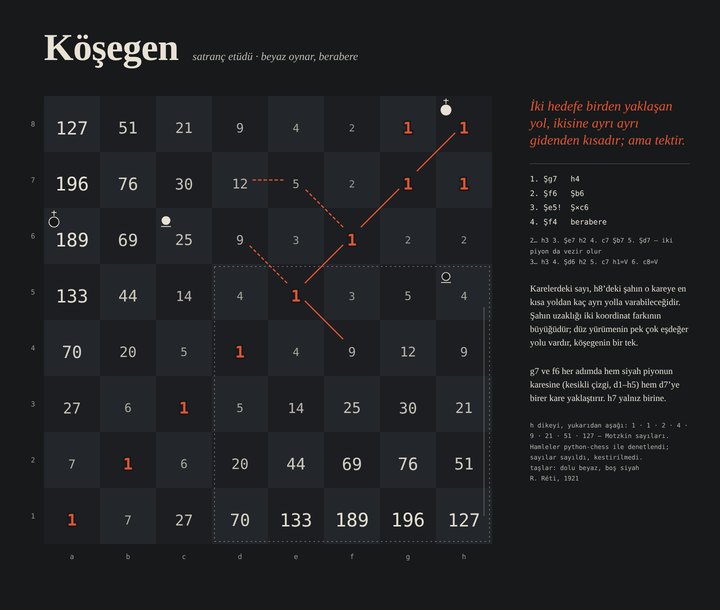 Köşegen
satranç etüdü · beyaz oynar, berabere
8 127 51 21 9 4 2 1 1
7 196 76 30 12 5 2 1 1
6 189 69 25 9 3 1 2 2
5 133 44 14 4 1 3 5 4
4 70 20 5 1 4 9 12 9
3 27 6 1 5 14 25 30 21
2 7 1 6 20 44 69 76 51
1 1 7 27 70 133 189 196 127
a b c d e f g h
İki hedefe birden yaklaşan
yol, ikisine ayrı ayrı
gidenden kısadır; ama tektir.
1. Şg7 h4
2. Şf6 Şb6
3. Şe5! Ş×c6
4. Şf4 berabere
2… h3 3. Şe7 h2 4. c7 Şb7 5. Şd7 — iki
piyon da vezir olur
3… h3 4. Şd6 h2 5. c7 h1=V 6. c8=V
Karelerdeki sayı, h8’deki şahın o kareye en
kısa yoldan kaç ayrı yolla varabileceğidir.
Şahın uzaklığı iki koordinat farkının
büyüğüdür; düz yürümenin pek çok eşdeğer
yolu vardır, köşegenin bir tek.
g7 ve f6 her adımda hem siyah piyonun
karesine (kesikli çizgi, d1–h5) hem d7’ye
birer kare yaklaştırır. h7 yalnız birine.
h dikeyi, yukarıdan aşağı: 1 · 1 · 2 · 4 ·
9 · 21 · 51 · 127 — Motzkin sayıları.
Hamleler python-chess ile denetlendi;
sayılar sayıldı, kestirilmedi.
taşlar: dolu beyaz, boş siyah
R. Réti, 1921